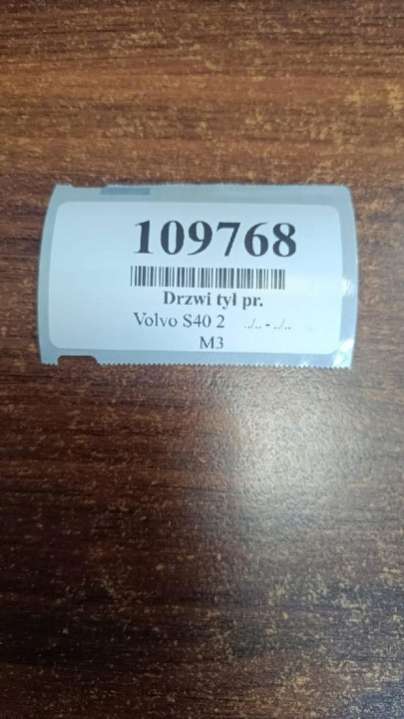 109768
Drzwi tył pr.
Volvo S40 2 ../.. - ../..
M3